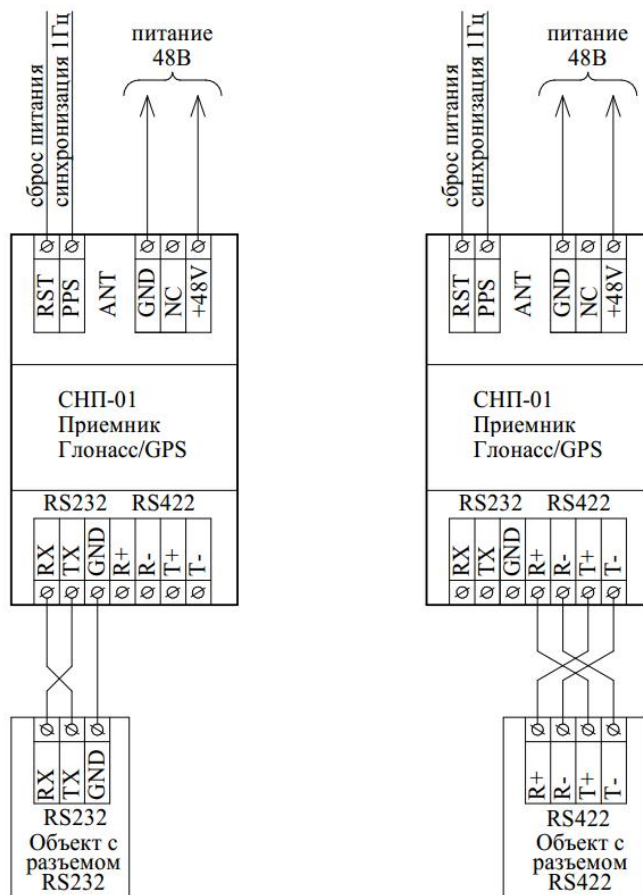 сброс питания
синхронизация 1Гц
питание
48В
RST
PPS
ANT
GND
NC
+48V
СНП-01
Приемник
Глонасс/GPS
RS232 RS422
RX
TX
GND
R+
R-
T+
T-
RX
TX
GND
RS232
Объект с
разъемом
RS232
сброс питания
синхронизация 1Гц
питание
48В
RST
PPS
ANT
GND
NC
+48V
СНП-01
Приемник
Глонасс/GPS
RS232 RS422
RX
TX
GND
R+
R-
T+
T-
R+
R-
T+
T-
RS422
Объект с
разъемом
RS422